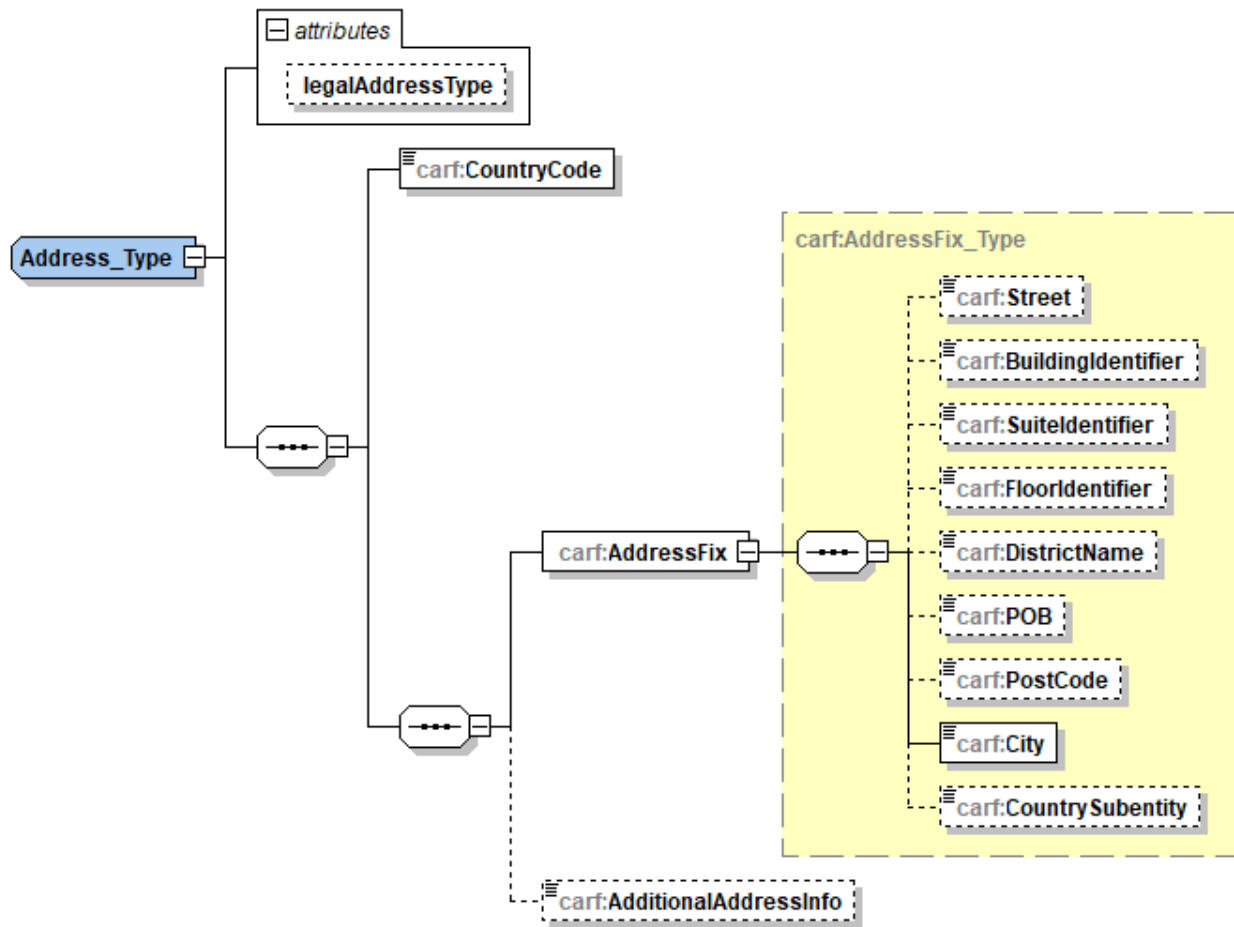 attributes
legalAddressType
carf:CountryCode
Address_Type
carf:AddressFix_Type
carf:Street
carf:BuildingIdentifier
carf:SuiteIdentifier
carf:FloorIdentifier
carf:AddressFix
carf:DistrictName
carf:POB
carf:PostCode
carf:City
carf:CountrySubentity
carf:AdditionalAddressInfo